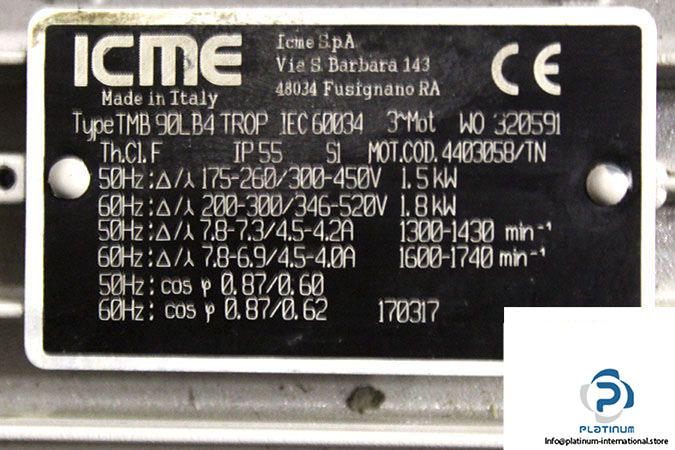 ICME
Icme S.p.A
Via S. Barbara 143
48034 Fusignano RA
CE
Made in Italy
Type TMB 90LB4 TROP IEC 60034 3~Mot WO 320591
Th.Cl. F IP 55 S1 MOT.COD. 4403058/TN
50Hz: Δ/⅄ 175-260/300-450V 1.5 kW
60Hz: Δ/⅄ 200-300/346-520V 1.8 kW
50Hz: Δ/⅄ 7.8-7.3/4.5-4.2A 1300-1430 min⁻¹
60Hz: Δ/⅄ 7.8-6.9/4.5-4.0A 1600-1740 min⁻¹
50Hz: cos φ 0.87/0.60
60Hz: cos φ 0.87/0.62 170317
PLATINUM
Info@platinum-international.store